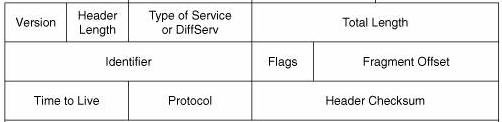 Version
Header
Length
Type of Service
or DiffServ
Total Length
Identifier
Flags
Fragment Offset
Time to Live
Protocol
Header Checksum